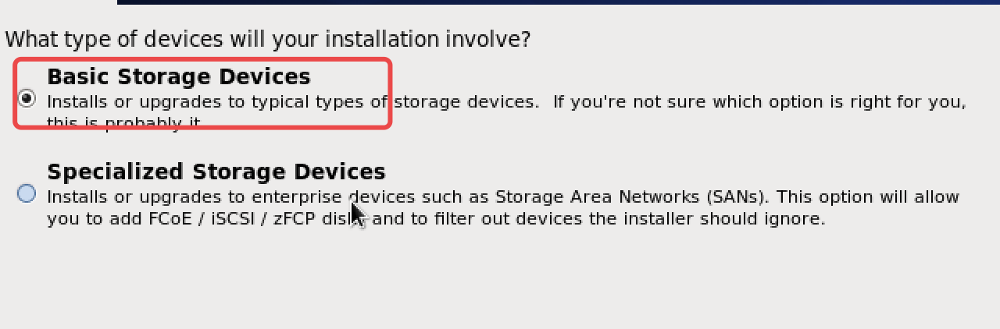 What type of devices will your installation involve?
Basic Storage Devices
Installs or upgrades to typical types of storage devices.  If you're not sure which option is right for you,
this is probably it.
Specialized Storage Devices
Installs or upgrades to enterprise devices such as Storage Area Networks (SANs). This option will allow
you to add FCoE / iSCSI / zFCP disks and to filter out devices the installer should ignore.